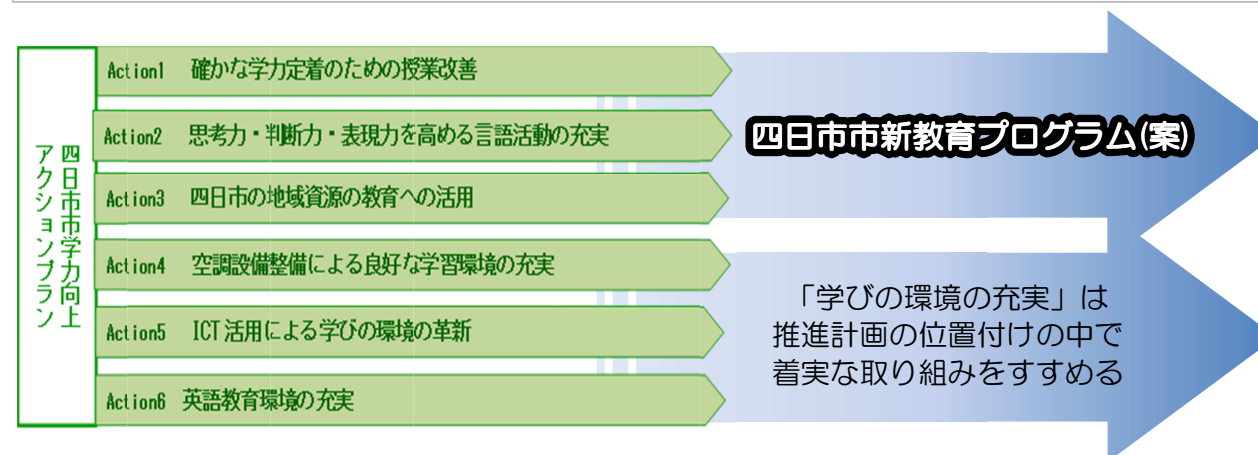 四日市市学力向上
アクションプラン
Action1 確かな学力定着のための授業改善
Action2 思考力・判断力・表現力を高める言語活動の充実
Action3 四日市の地域資源の教育への活用
Action4 空調設備整備による良好な学習環境の充実
Action5 ICT活用による学びの環境の革新
Action6 英語教育環境の充実
四日市市新教育プログラム(案)
「学びの環境の充実」は
推進計画の位置付けの中で
着実な取り組みをすすめる